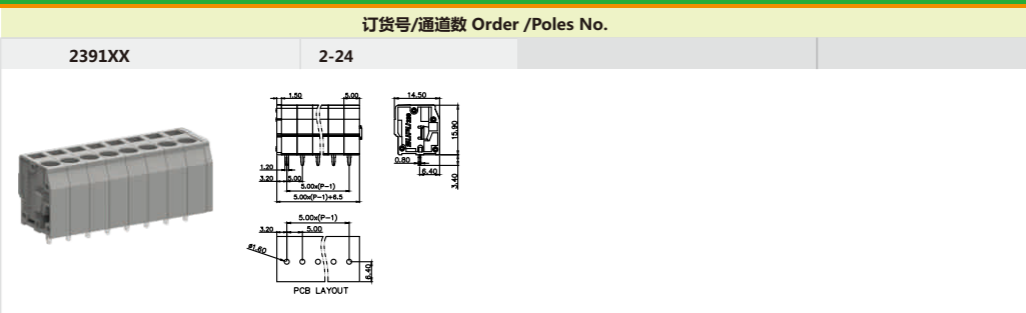 订货号/通道数 Order /Poles No.
2391XX 2-24
1.50 5.00 14.50
15.90
0.80
6.40
3.40
1.20
3.20 5.00
5.00x(P-1)
5.00x(P-1)+6.5
5.00x(P-1)
3.20 5.00
ø1.60
6.40
PCB LAYOUT